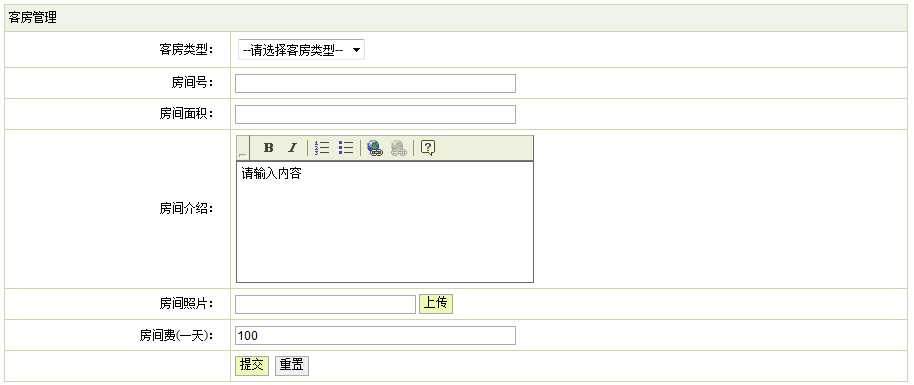 客房管理
客房类型： --请选择客房类型--
房间号：
房间面积：
B I
请输入内容
房间介绍：
房间照片： 上传
房间费(一天)： 100
提交 重置